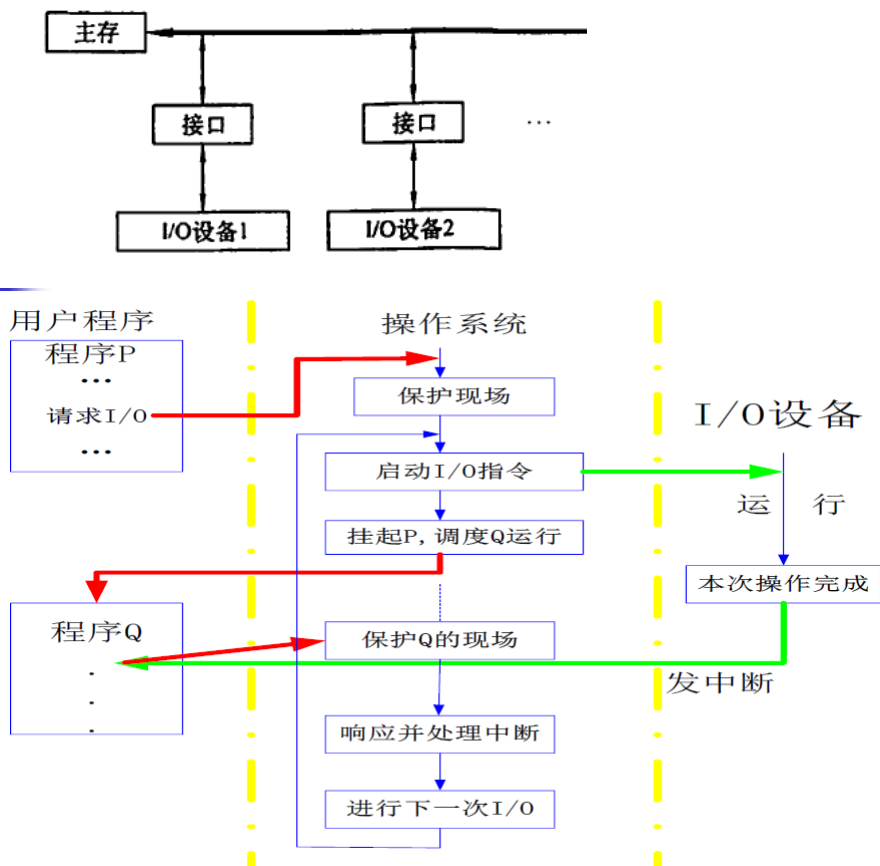 主存
接口
接口
...
I/O设备1
I/O设备2
用户程序
操作系统
程序P
...
请求I/O
...
保护现场
I/O设备
启动I/O指令
运 行
挂起P,调度Q运行
本次操作完成
程序Q
.
.
.
保护Q的现场
发中断
响应并处理中断
进行下一次I/O